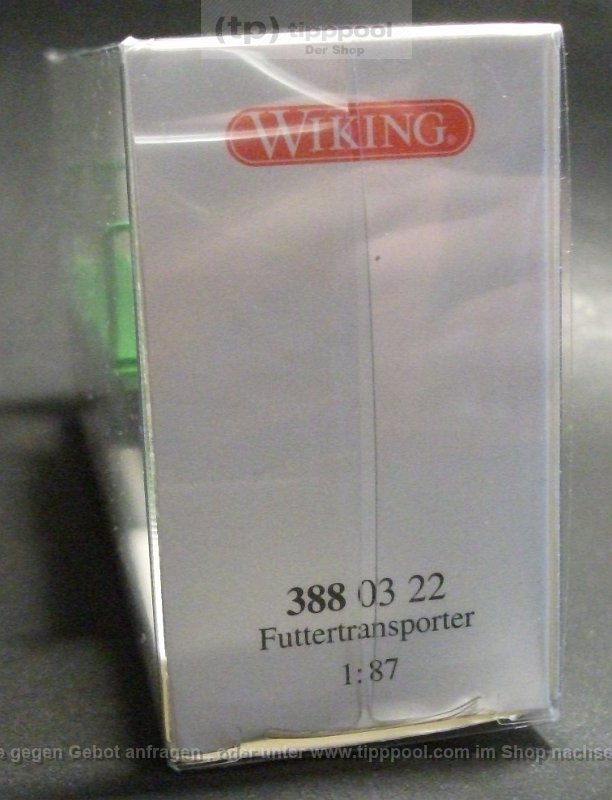 (tp) tipppool
Der Shop
WIKING®
388 03 22
Futtertransporter
1:87
e gegen Gebot anfragen , oder unter www.tipppool.com im Shop nachse